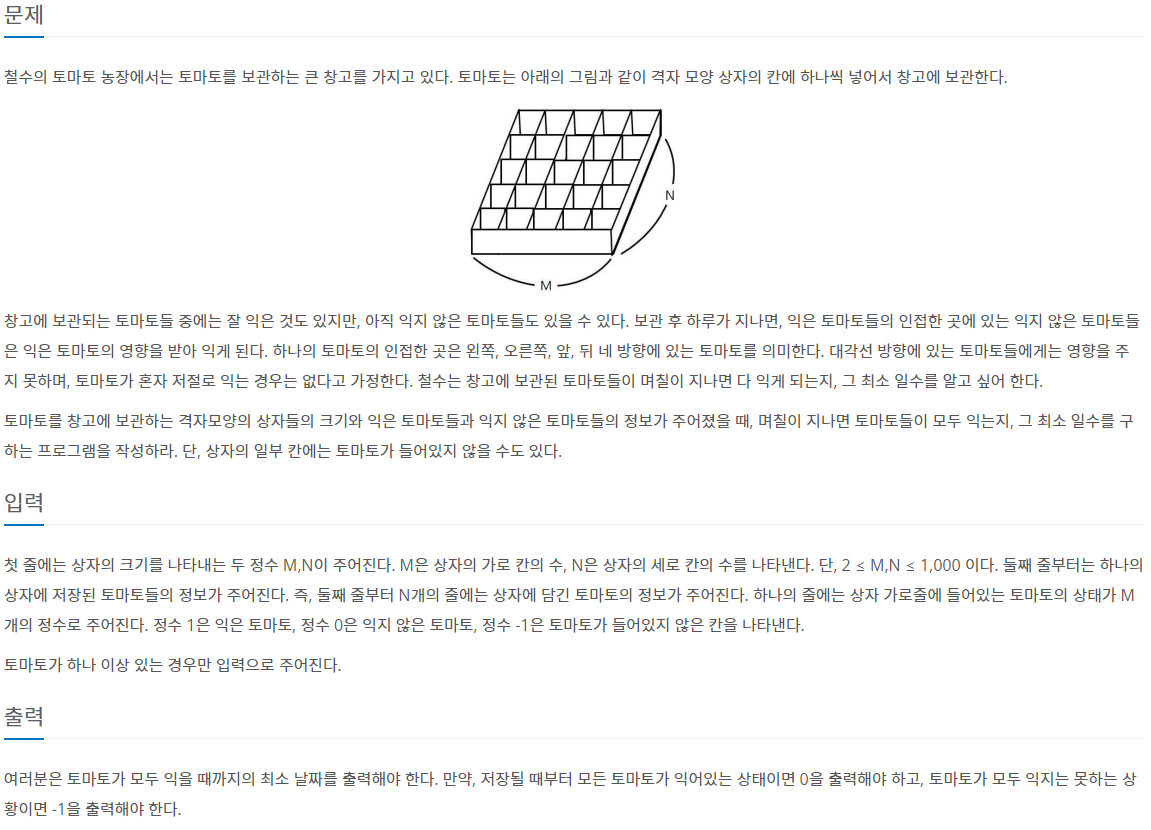 문제
철수의 토마토 농장에서는 토마토를 보관하는 큰 창고를 가지고 있다. 토마토는 아래의 그림과 같이 격자 모양 상자의 칸에 하나씩 넣어서 창고에 보관한다.
N
M
창고에 보관되는 토마토들 중에는 잘 익은 것도 있지만, 아직 익지 않은 토마토들도 있을 수 있다. 보관 후 하루가 지나면, 익은 토마토들의 인접한 곳에 있는 익지 않은 토마토들
은 익은 토마토의 영향을 받아 익게 된다. 하나의 토마토의 인접한 곳은 왼쪽, 오른쪽, 앞, 뒤 네 방향에 있는 토마토를 의미한다. 대각선 방향에 있는 토마토들에게는 영향을 주
지 못하며, 토마토가 혼자 저절로 익는 경우는 없다고 가정한다. 철수는 창고에 보관된 토마토들이 며칠이 지나면 다 익게 되는지, 그 최소 일수를 알고 싶어 한다.
토마토를 창고에 보관하는 격자모양의 상자들의 크기와 익은 토마토들과 익지 않은 토마토들의 정보가 주어졌을 때, 며칠이 지나면 토마토들이 모두 익는지, 그 최소 일수를 구
하는 프로그램을 작성하라. 단, 상자의 일부 칸에는 토마토가 들어있지 않을 수도 있다.
입력
첫 줄에는 상자의 크기를 나타내는 두 정수 M,N이 주어진다. M은 상자의 가로 칸의 수, N은 상자의 세로 칸의 수를 나타낸다. 단, 2 ≤ M,N ≤ 1,000 이다. 둘째 줄부터는 하나의
상자에 저장된 토마토들의 정보가 주어진다. 즉, 둘째 줄부터 N개의 줄에는 상자에 담긴 토마토의 정보가 주어진다. 하나의 줄에는 상자 가로줄에 들어있는 토마토의 상태가 M
개의 정수로 주어진다. 정수 1은 익은 토마토, 정수 0은 익지 않은 토마토, 정수 -1은 토마토가 들어있지 않은 칸을 나타낸다.
토마토가 하나 이상 있는 경우만 입력으로 주어진다.
출력
여러분은 토마토가 모두 익을 때까지의 최소 날짜를 출력해야 한다. 만약, 저장될 때부터 모든 토마토가 익어있는 상태이면 0을 출력해야 하고, 토마토가 모두 익지는 못하는 상
황이면 -1을 출력해야 한다.